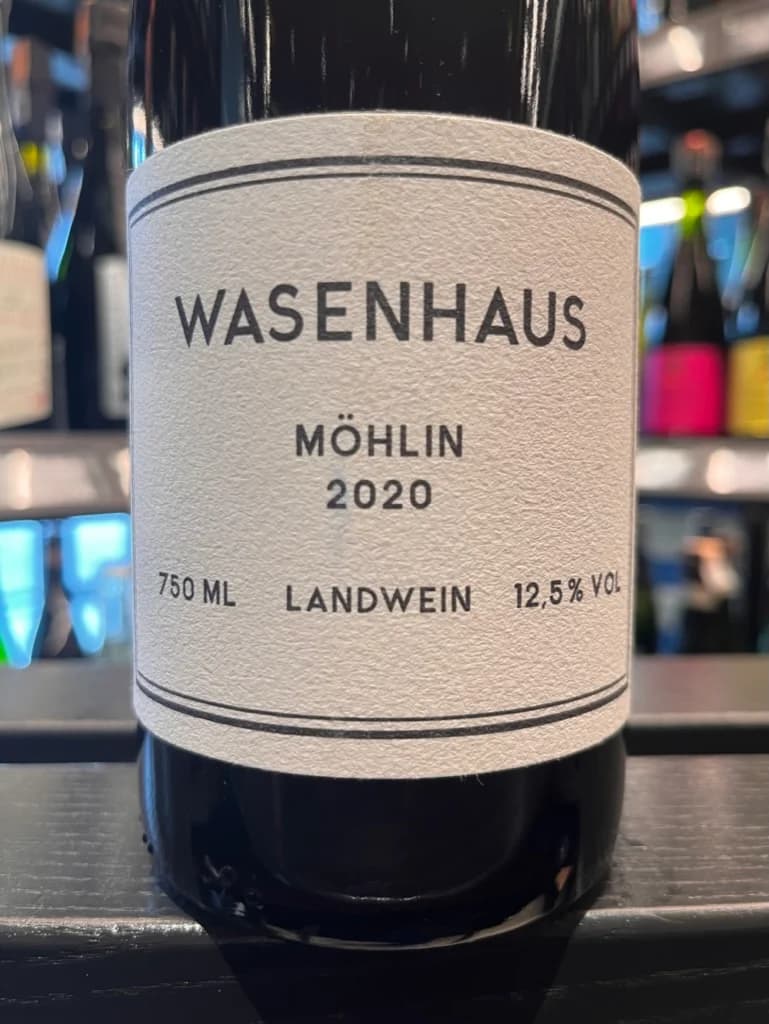 WASENHAUS
MÖHLIN
2020
750 ML LANDWEIN 12,5% VOL